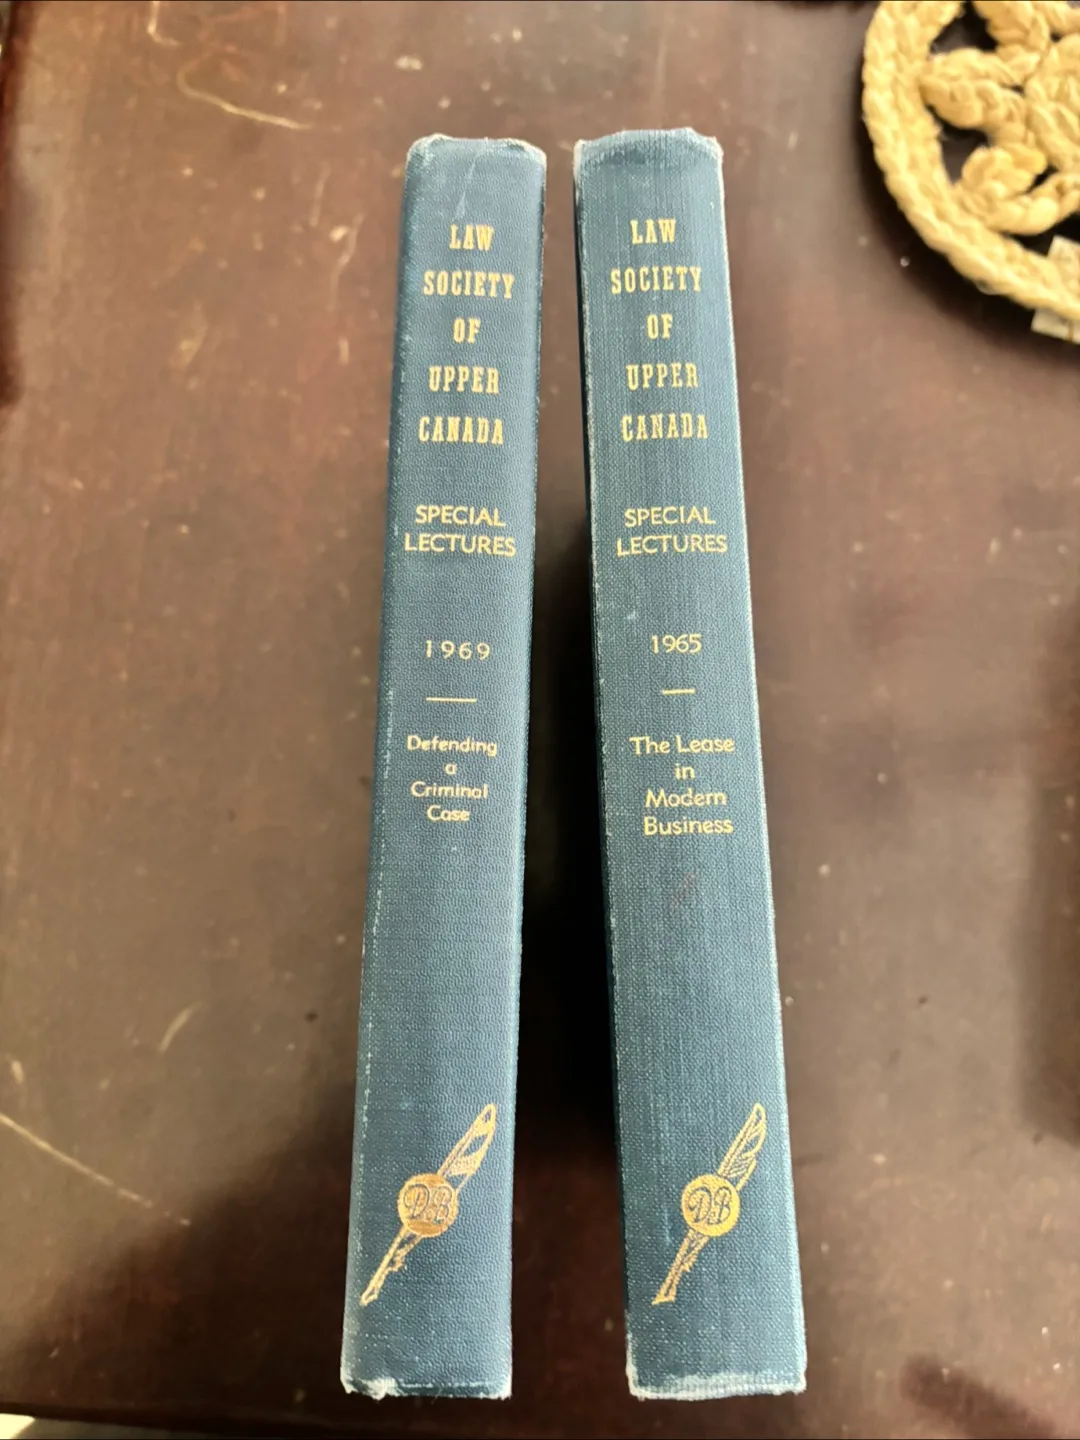 LAW
SOCIETY
OF
UPPER
CANADA
SPECIAL
LECTURES
1969
Defending
a
Criminal
Case
DB
LAW
SOCIETY
OF
UPPER
CANADA
SPECIAL
LECTURES
1965
The Lease
in
Modern
Business
DB